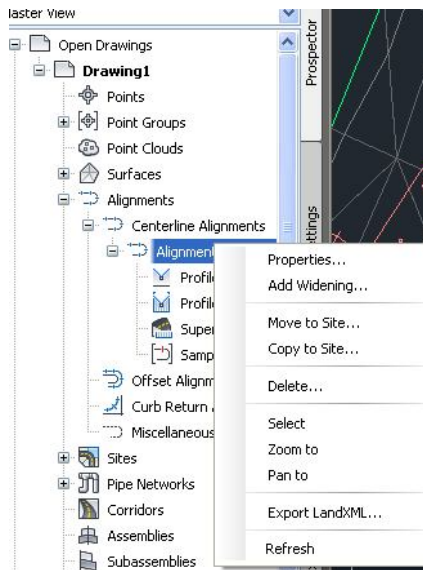 Master View
Open Drawings
Drawing1
Points
Point Groups
Point Clouds
Surfaces
Alignments
Centerline Alignments
Alignment
Profil
Profil
Super
Samp
Offset Alignm
Curb Return
Miscellaneous
Sites
Pipe Networks
Corridors
Assemblies
Subassemblies
Properties...
Add Widening...
Move to Site...
Copy to Site...
Delete...
Select
Zoom to
Pan to
Export LandXML...
Refresh
Prospector
ettings